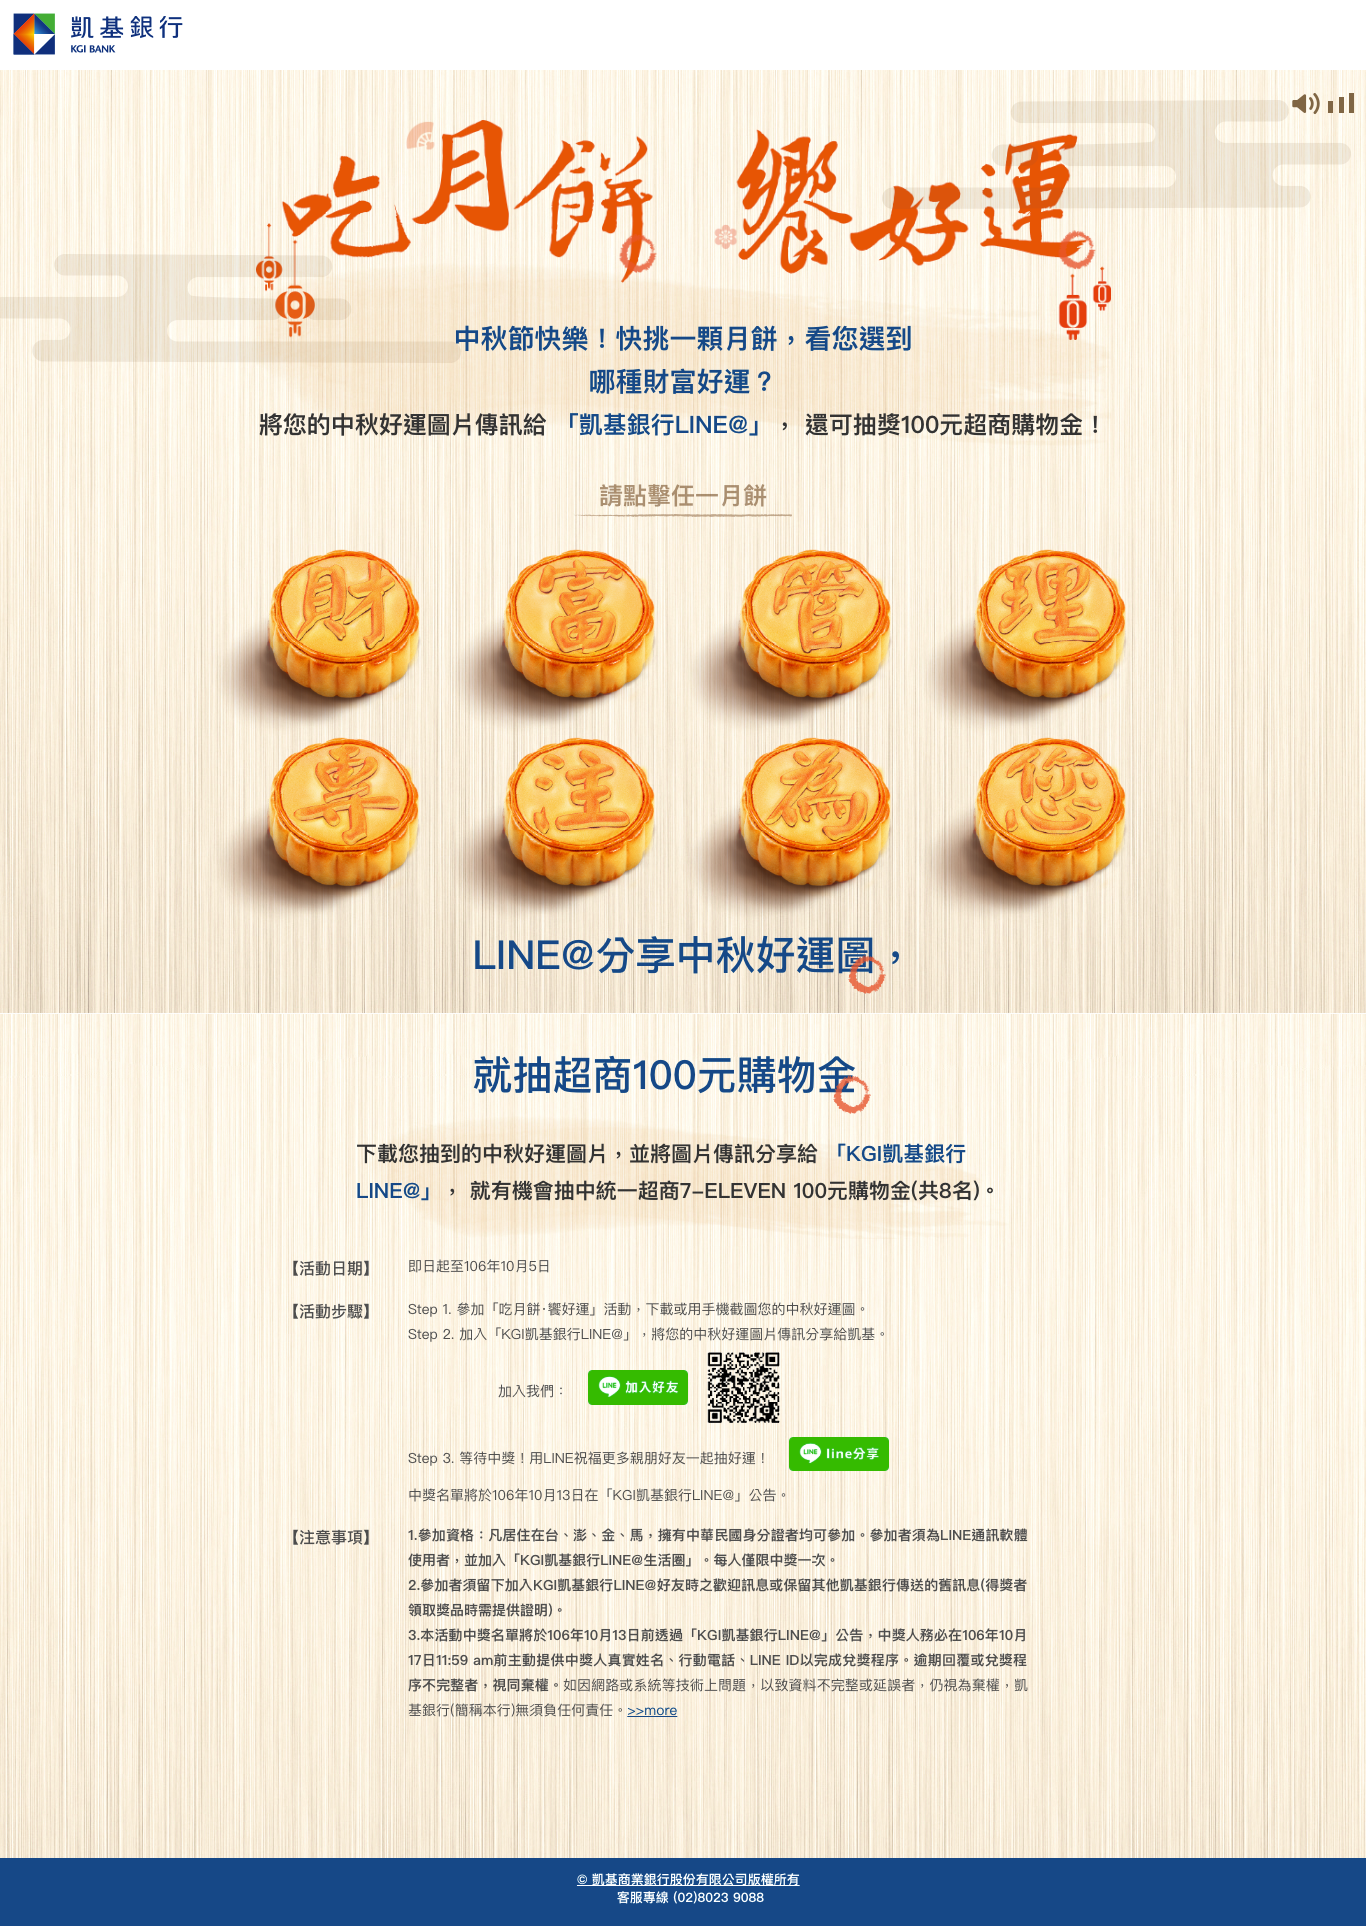 凱基銀行
KGI BANK
吃月餅 饗好運
中秋節快樂！快挑一顆月餅，看您選到
哪種財富好運？
將您的中秋好運圖片傳訊給 「凱基銀行LINE@」， 還可抽獎100元超商購物金！
請點擊任一月餅
財 富 管 理
專 注 為 您
LINE@分享中秋好運圖，
就抽超商100元購物金
下載您抽到的中秋好運圖片，並將圖片傳訊分享給 「KGI凱基銀行
LINE@」， 就有機會抽中統一超商7-ELEVEN 100元購物金(共8名)。
【活動日期】 即日起至106年10月5日
【活動步驟】 Step 1. 參加「吃月餅‧饗好運」活動，下載或用手機截圖您的中秋好運圖。
Step 2. 加入「KGI凱基銀行LINE@」，將您的中秋好運圖片傳訊分享給凱基。
加入我們： LINE 加入好友
Step 3. 等待中獎！用LINE祝福更多親朋好友一起抽好運！ LINE line分享
中獎名單將於106年10月13日在「KGI凱基銀行LINE@」公告。
【注意事項】 1.參加資格：凡居住在台、澎、金、馬，擁有中華民國身分證者均可參加。參加者須為LINE通訊軟體
使用者，並加入「KGI凱基銀行LINE@生活圈」。每人僅限中獎一次。
2.參加者須留下加入KGI凱基銀行LINE@好友時之歡迎訊息或保留其他凱基銀行傳送的舊訊息(得獎者
領取獎品時需提供證明)。
3.本活動中獎名單將於106年10月13日前透過「KGI凱基銀行LINE@」公告，中獎人務必在106年10月
17日11:59 am前主動提供中獎人真實姓名、行動電話、LINE ID以完成兌獎程序。逾期回覆或兌獎程
序不完整者，視同棄權。如因網路或系統等技術上問題，以致資料不完整或延誤者，仍視為棄權，凱
基銀行(簡稱本行)無須負任何責任。>>more
© 凱基商業銀行股份有限公司版權所有
客服專線 (02)8023 9088